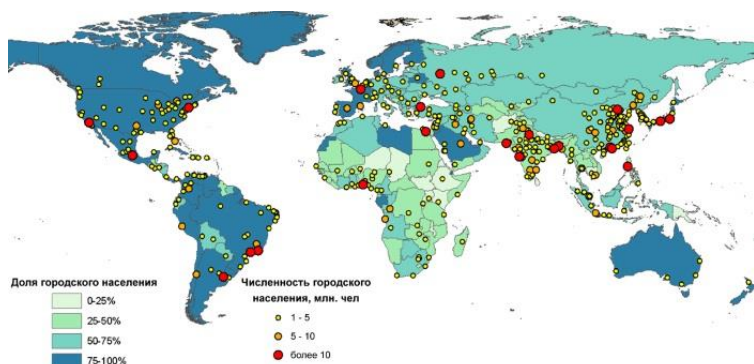 Доля городского населения
0-25%
25-50%
50-75%
75-100%
Численность городского
населения, млн. чел
1 - 5
5 - 10
более 10